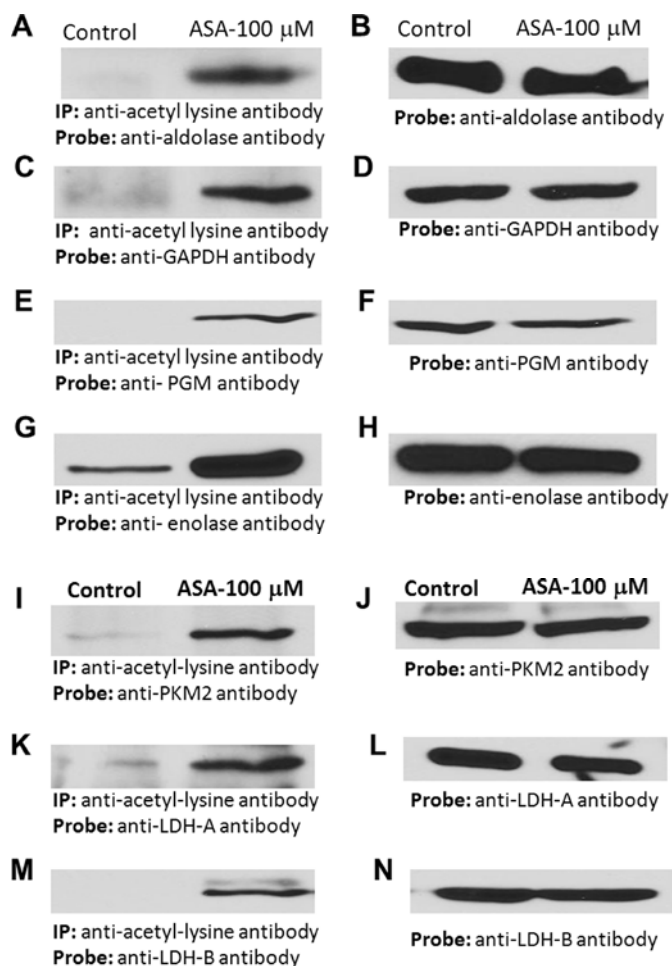 A Control ASA-100 μM
IP: anti-acetyl lysine antibody
Probe: anti-aldolase antibody
B Control ASA-100 μM
Probe: anti-aldolase antibody
C
IP: anti-acetyl lysine antibody
Probe: anti-GAPDH antibody
D
Probe: anti-GAPDH antibody
E
IP: anti-acetyl lysine antibody
Probe: anti- PGM antibody
F
Probe: anti-PGM antibody
G
IP: anti-acetyl lysine antibody
Probe: anti- enolase antibody
H
Probe: anti-enolase antibody
I Control ASA-100 μM
IP: anti-acetyl-lysine antibody
Probe: anti-PKM2 antibody
J Control ASA-100 μM
Probe: anti-PKM2 antibody
K
IP: anti-acetyl-lysine antibody
Probe: anti-LDH-A antibody
L
Probe: anti-LDH-A antibody
M
IP: anti-acetyl-lysine antibody
Probe: anti-LDH-B antibody
N
Probe: anti-LDH-B antibody